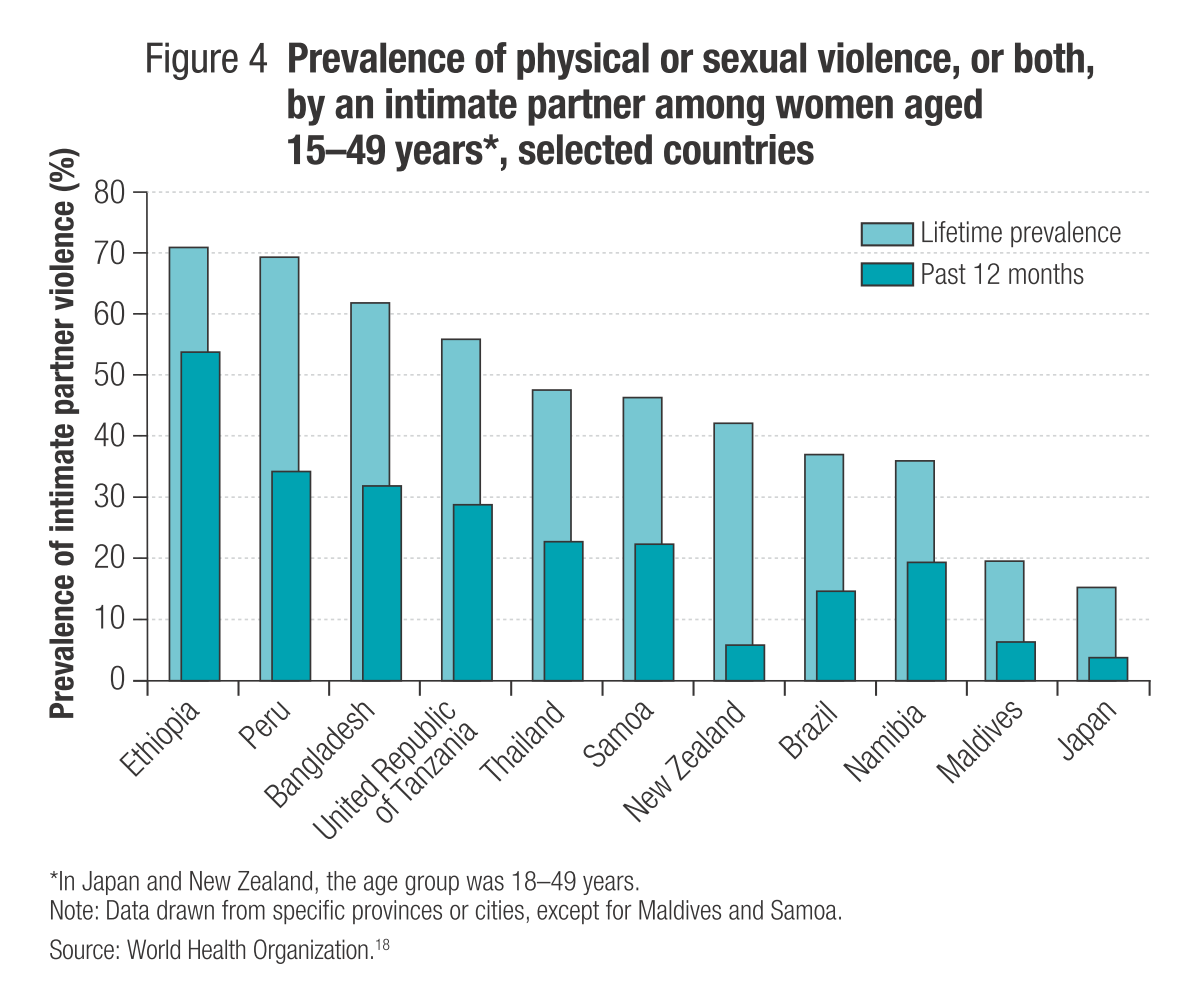 Figure 4 Prevalence of physical or sexual violence, or both,
by an intimate partner among women aged
15–49 years*, selected countries
Prevalence of intimate partner violence (%)
80
70
60
50
40
30
20
10
0
Lifetime prevalence
Past 12 months
Ethiopia
Peru
Bangladesh
United Republic
of Tanzania
Thailand
Samoa
New Zealand
Brazil
Namibia
Maldives
Japan
*In Japan and New Zealand, the age group was 18–49 years.
Note: Data drawn from specific provinces or cities, except for Maldives and Samoa.
Source: World Health Organization.18